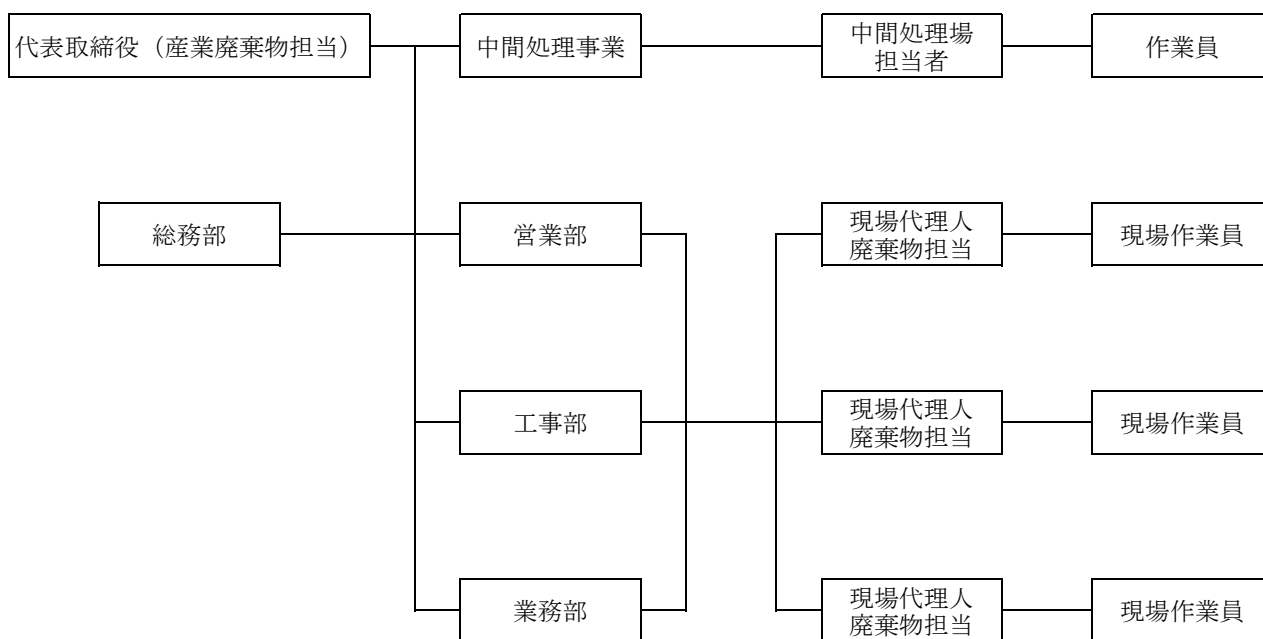 代表取締役（産業廃棄物担当）
中間処理事業
中間処理場
担当者
作業員
総務部
営業部
現場代理人
廃棄物担当
現場作業員
工事部
現場代理人
廃棄物担当
現場作業員
業務部
現場代理人
廃棄物担当
現場作業員